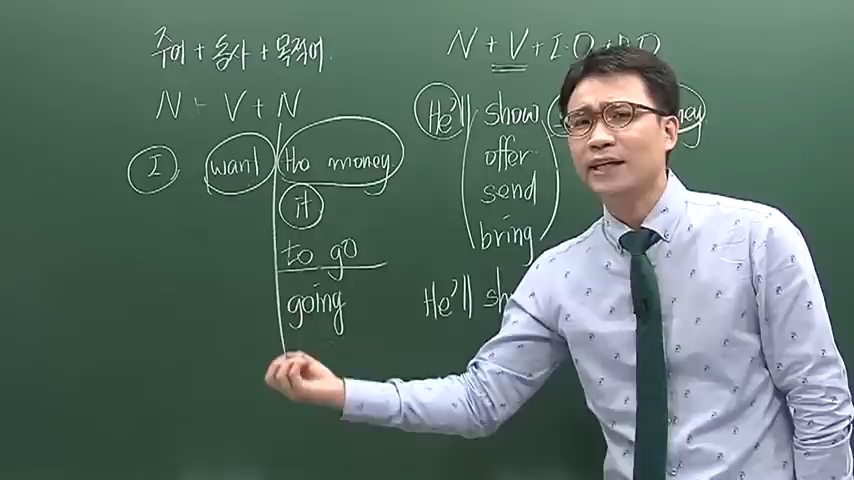 주어 + 동사 + 목적어.
N + V + N
I want the money.
it
to go
going
N + V + I.O + D.O
He'll show
offer
send
bring
He'll